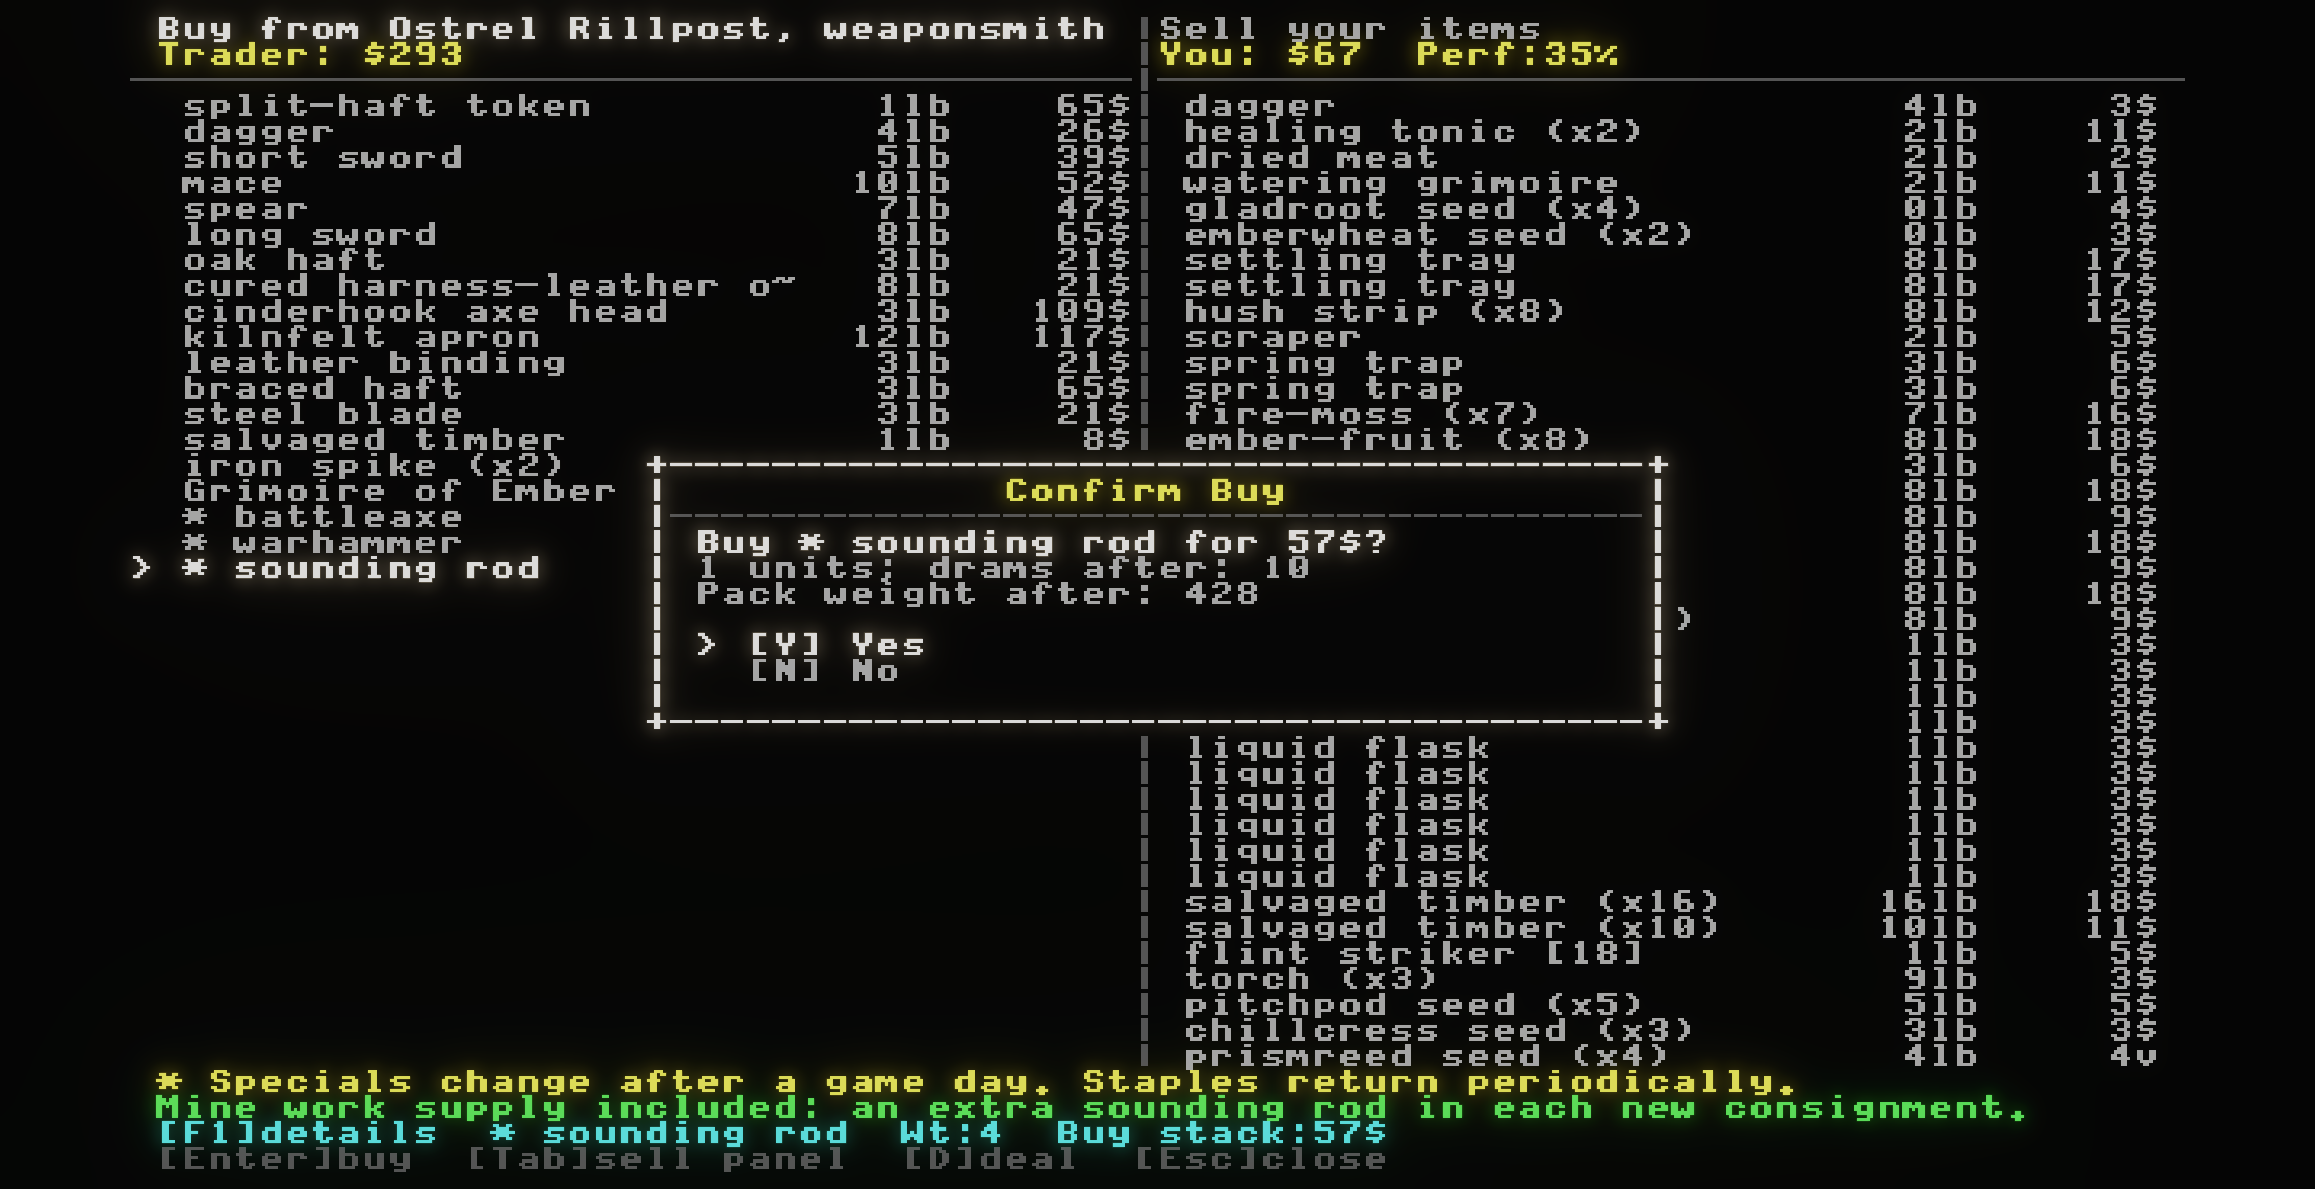 Buy from Ostrel Rillpost, weaponsmith
Trader: $293
split-haft token 1lb 65$
dagger 4lb 26$
short sword 5lb 39$
mace 10lb 52$
spear 7lb 47$
long sword 8lb 65$
oak haft 3lb 21$
cured harness-leather o~ 8lb 21$
cinderhook axe head 3lb 109$
kilnfelt apron 12lb 117$
leather binding 3lb 21$
braced haft 3lb 65$
steel blade 3lb 21$
salvaged timber 1lb 8$
iron spike (x2)
Grimoire of Ember
* battleaxe
* warhammer
> * sounding rod
Sell your items
You: $67 Perf:35%
dagger 4lb 3$
healing tonic (x2) 2lb 11$
dried meat 2lb 2$
watering grimoire 2lb 11$
gladroot seed (x4) 0lb 4$
emberwheat seed (x2) 0lb 3$
settling tray 8lb 17$
settling tray 8lb 17$
hush strip (x8) 8lb 12$
scraper 2lb 5$
spring trap 3lb 6$
spring trap 3lb 6$
fire-moss (x7) 7lb 16$
ember-fruit (x8) 8lb 18$
3lb 6$
8lb 18$
8lb 9$
8lb 18$
8lb 9$
8lb 18$
) 8lb 9$
1lb 3$
1lb 3$
1lb 3$
1lb 3$
liquid flask 1lb 3$
liquid flask 1lb 3$
liquid flask 1lb 3$
liquid flask 1lb 3$
liquid flask 1lb 3$
liquid flask 1lb 3$
salvaged timber (x16) 16lb 18$
salvaged timber (x10) 10lb 11$
flint striker [18] 1lb 5$
torch (x3) 9lb 3$
pitchpod seed (x5) 5lb 5$
chillcress seed (x3) 3lb 3$
prismreed seed (x4) 4lb 4v
Confirm Buy
Buy * sounding rod for 57$?
1 units; drams after: 10
Pack weight after: 428
> [Y] Yes
[N] No
* Specials change after a game day. Staples return periodically.
Mine work supply included: an extra sounding rod in each new consignment.
[F1]details * sounding rod Wt:4 Buy stack:57$
[Enter]buy [Tab]sell panel [D]deal [Esc]close